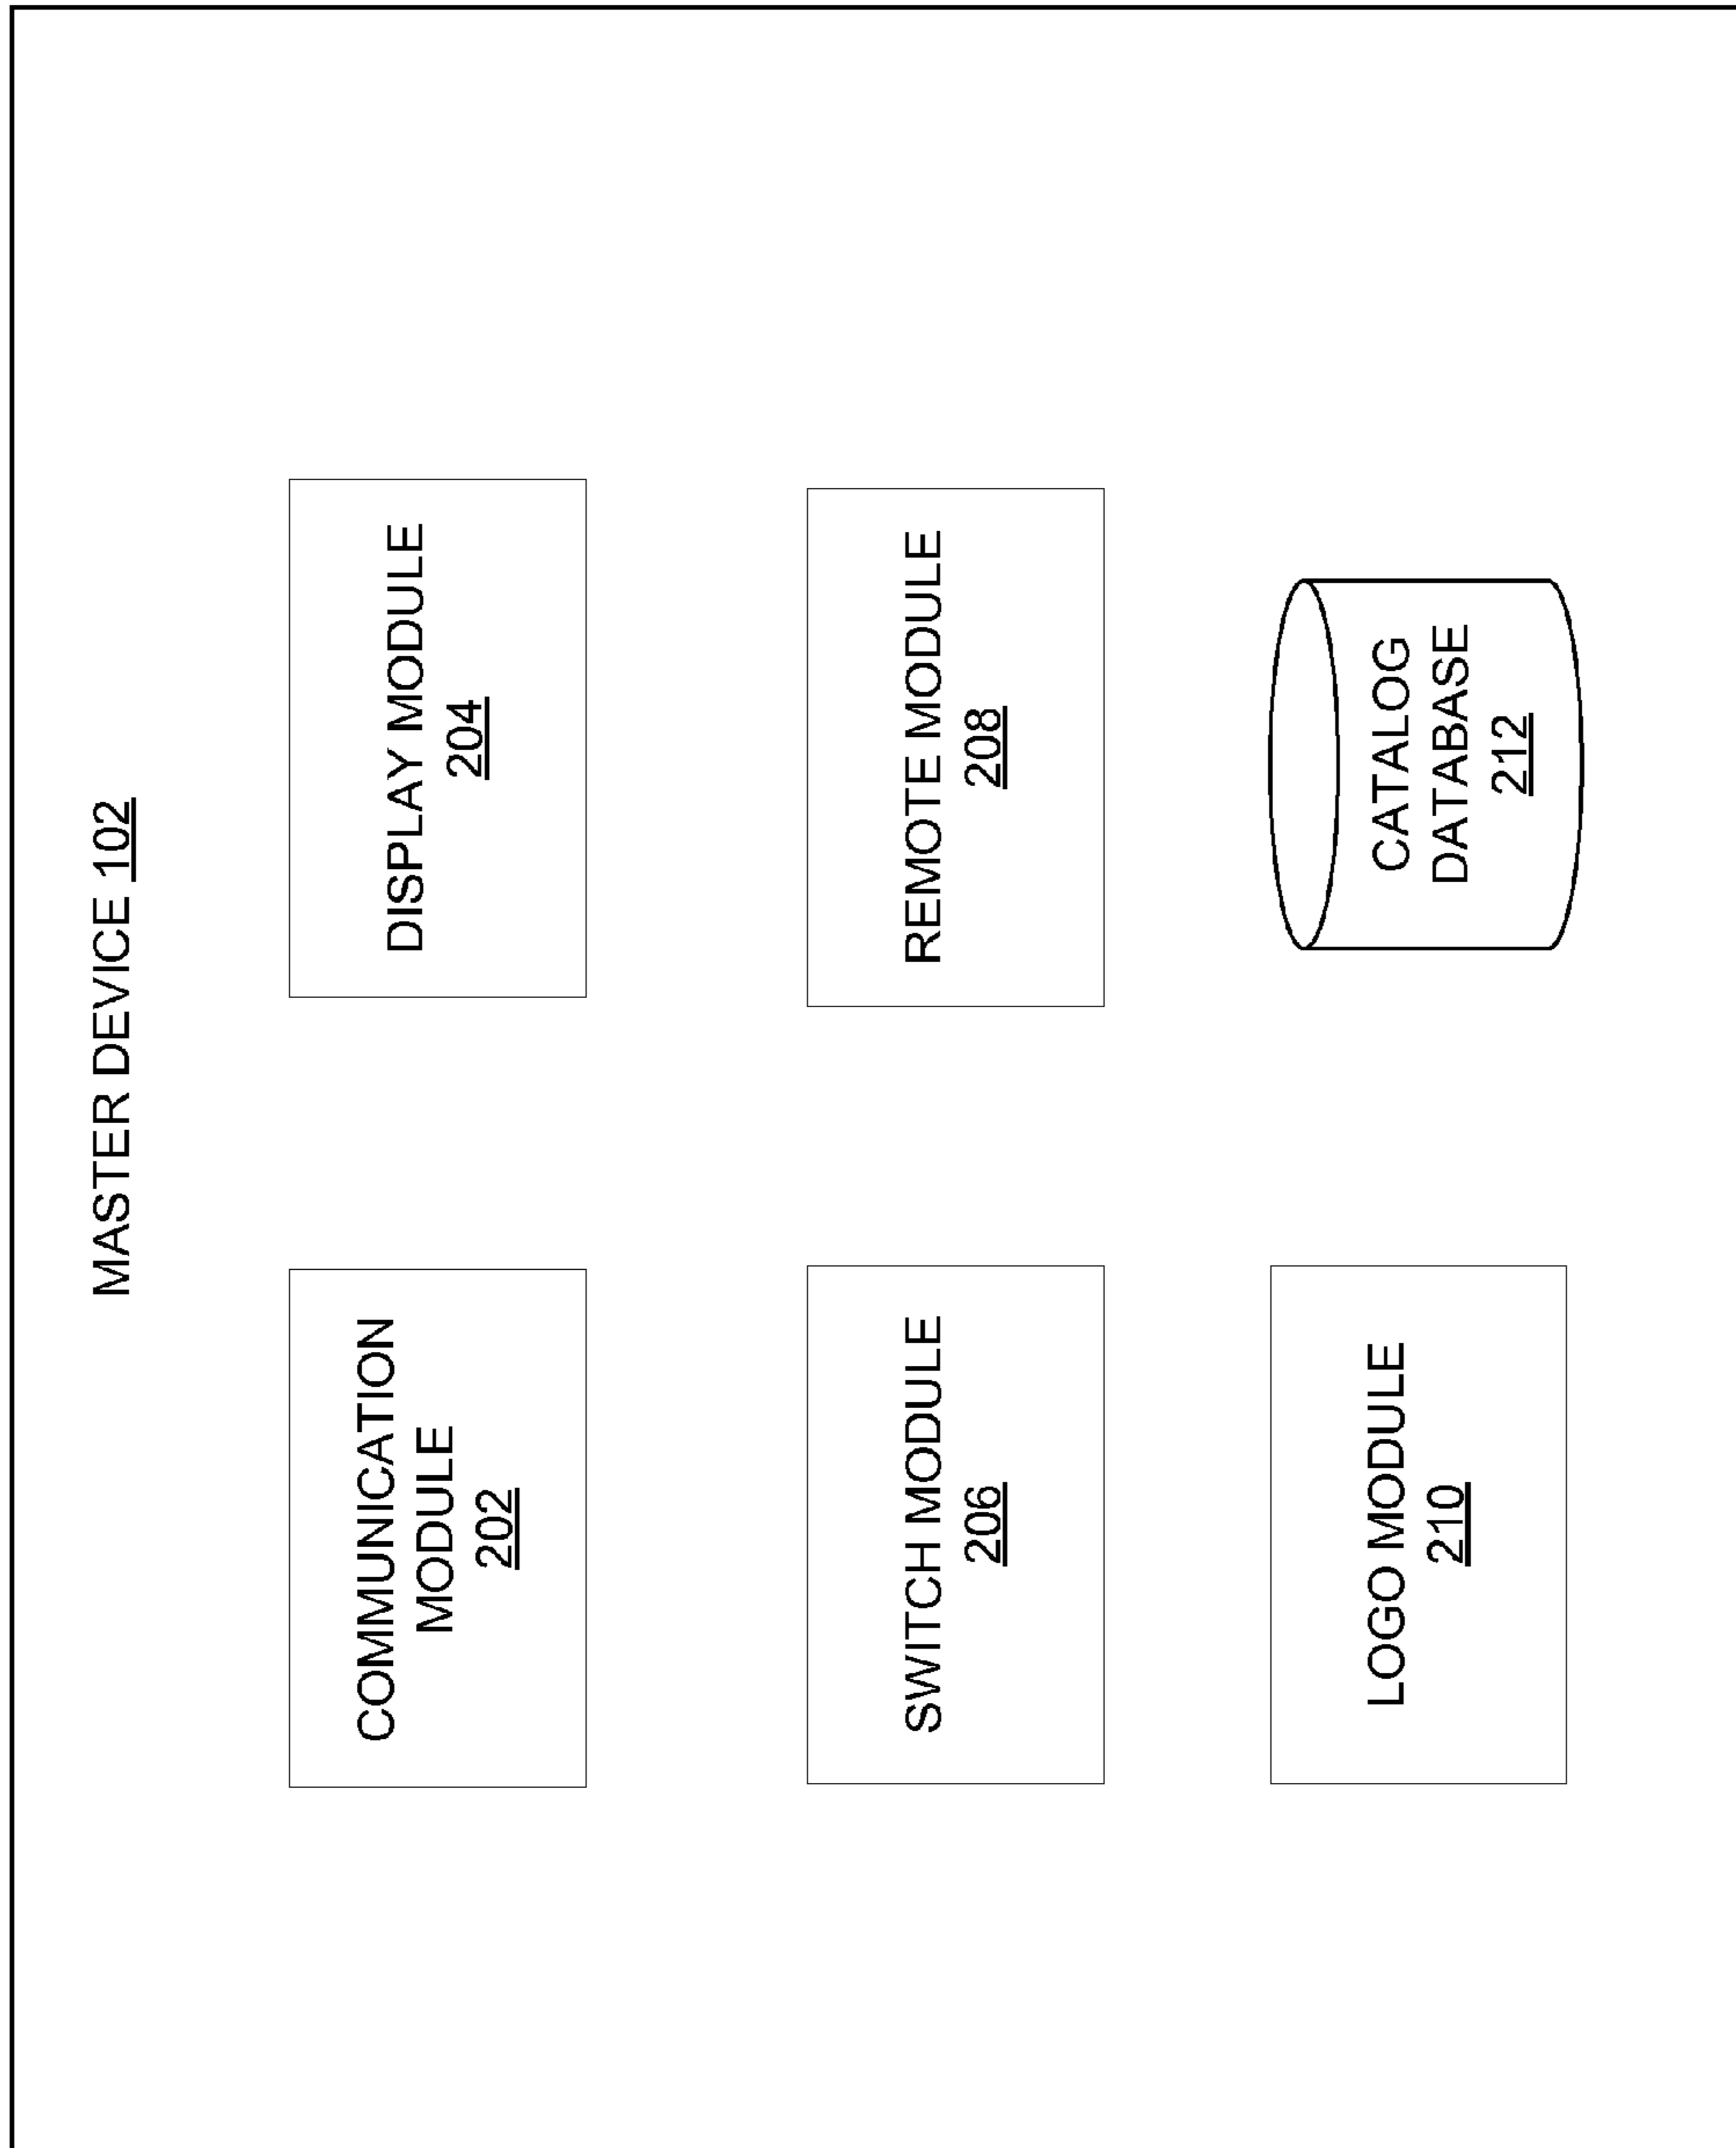 MASTER DEVICE 102
COMMUNICATION
MODULE
202
DISPLAY MODULE
204
SWITCH MODULE
206
REMOTE MODULE
208
LOGO MODULE
210
CATALOG
DATABASE
212